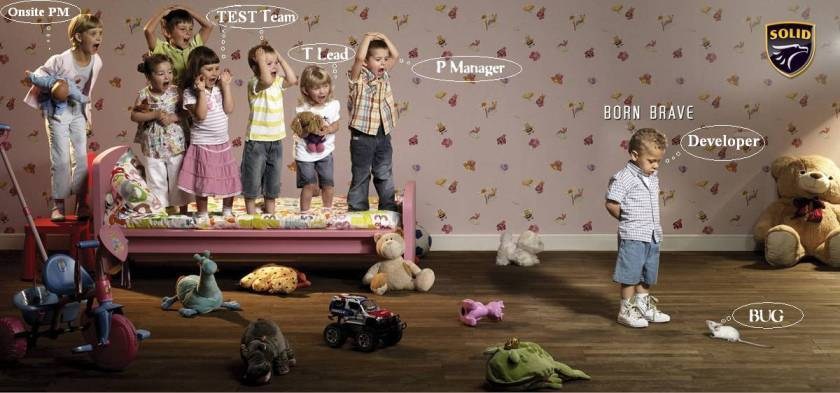 Onsite PM
TEST Team
T Lead
P Manager
SOLID
BORN BRAVE
Developer
BUG